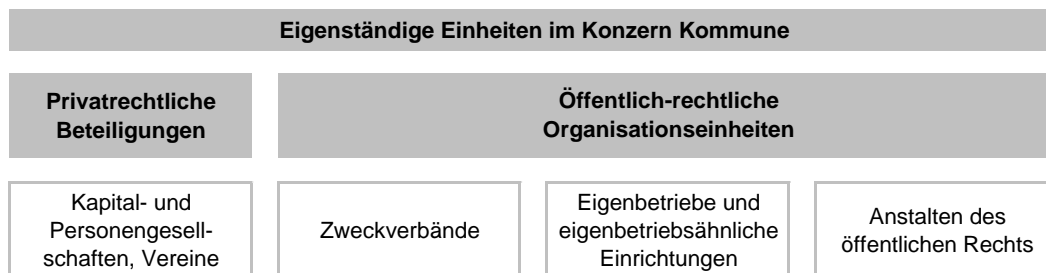 Eigenständige Einheiten im Konzern Kommune
Privatrechtliche
Beteiligungen
Öffentlich-rechtliche
Organisationseinheiten
Kapital- und
Personengesell-
schaften, Vereine
Zweckverbände
Eigenbetriebe und
eigenbetriebsähnliche
Einrichtungen
Anstalten des
öffentlichen Rechts